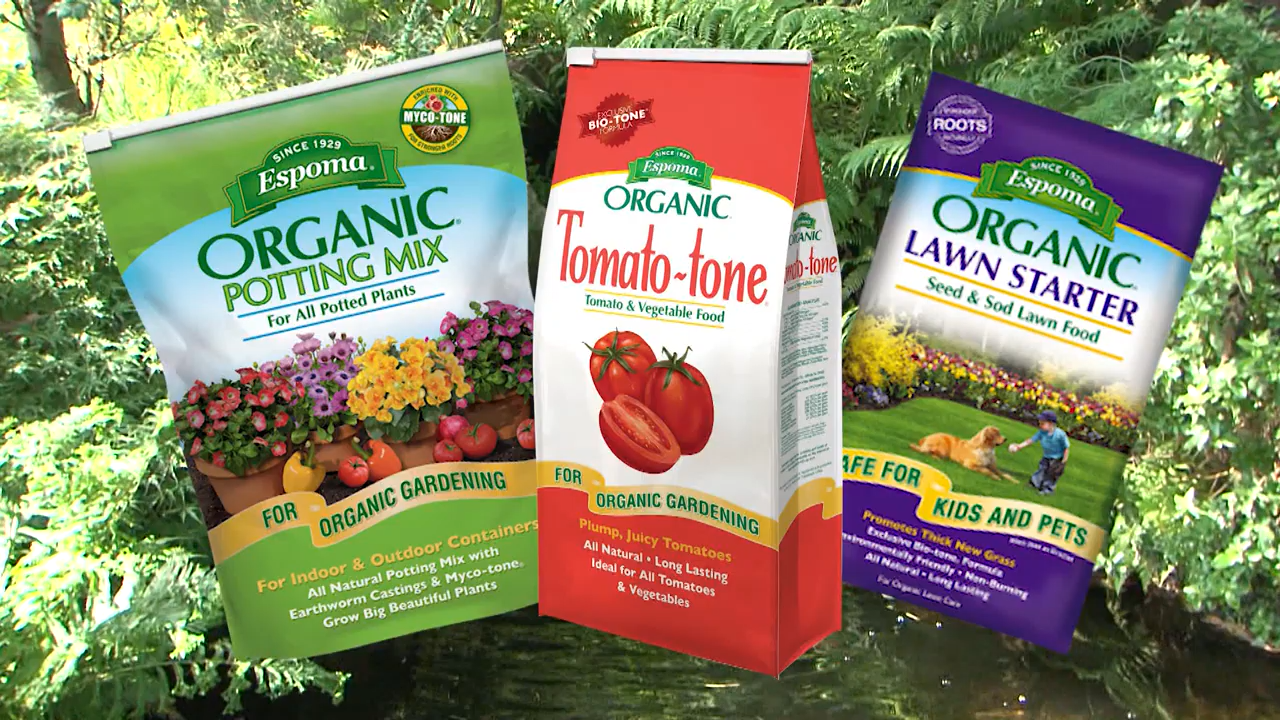 ENRICHED WITH
MYCO-TONE
FOR STRONGER ROOTS
SINCE 1929
Espoma®
ORGANIC®
POTTING MIX
For All Potted Plants
FOR ORGANIC GARDENING
For Indoor & Outdoor Containers
All Natural Potting Mix with
Earthworm Castings & Myco-tone®
Grow Big Beautiful Plants
EXCLUSIVE
BIO-TONE™
FORMULA
SINCE 1929
Espoma
ORGANIC
Tomato~tone®
Tomato & Vegetable Food
FOR ORGANIC GARDENING
Plump, Juicy Tomatoes
All Natural • Long Lasting
Ideal for All Tomatoes
& Vegetables
Espoma
ORGANIC
mato-tone
ROOTS
SINCE 1929
Espoma®
ORGANIC
LAWN STARTER
Seed & Sod Lawn Food
AFE FOR
KIDS AND PETS
Promotes Thick New Grass
Exclusive Bio-tone® Formula
nvironmentally Friendly • Non-Burning
All Natural • Long Lasting
For Organic Lawn Care